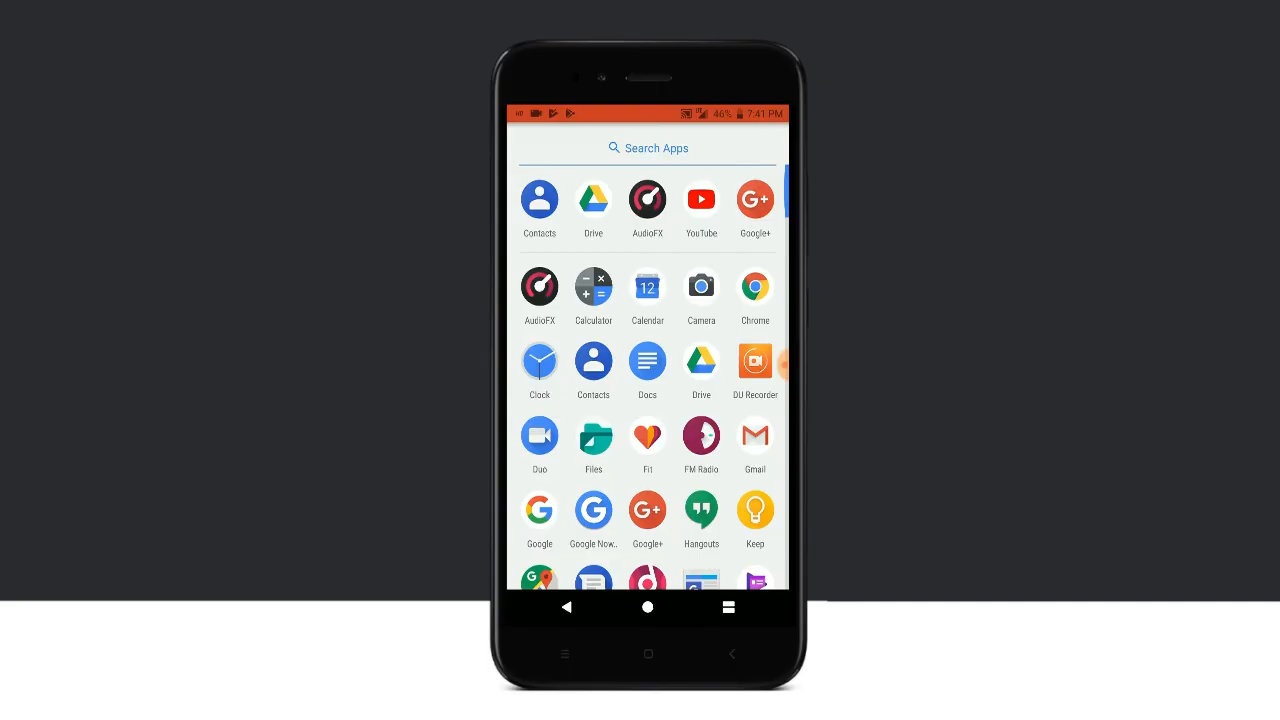 46% 7:41 PM
Search Apps
Contacts Drive AudioFX YouTube Google+
AudioFX Calculator Calendar Camera Chrome
12
Clock Contacts Docs Drive DU Recorder
Duo Files Fit FM Radio Gmail
Google Google Now.. Google+ Hangouts Keep